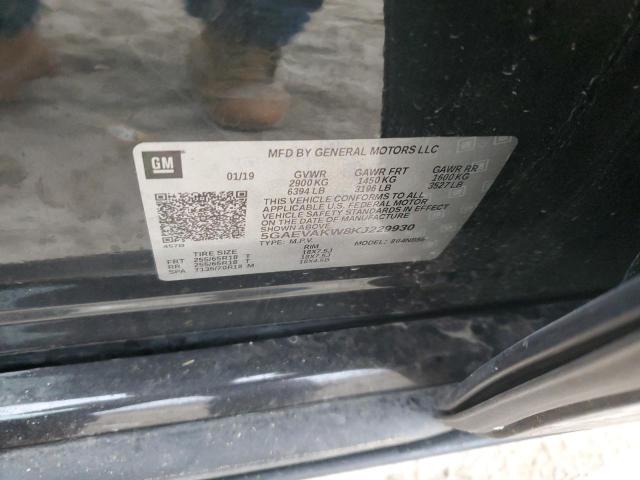 GM
MFD BY GENERAL MOTORS LLC
01/19 GVWR GAWR FRT GAWR RR
2900 KG 1450 KG 1600 KG
6394 LB 3196 LB 3527 LB
THIS VEHICLE CONFORMS TO ALL APPLICABLE U.S. FEDERAL
MOTOR VEHICLE SAFETY STANDARDS IN EFFECT ON THE
DATE OF MANUFACTURE
SHOWN ABOVE
5GAEVAKW8KJ229930
TYPE: M.P.V. MODEL:
4578
TIRE SIZE RIM
FRT 255/65R18 T 18X7.5J
RR 255/65R18 T 18X7.5J
SPA T135/70R18 M 18X4.5B